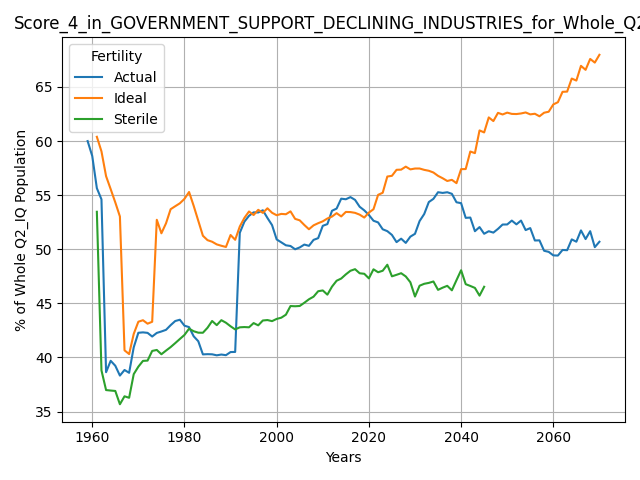 Score_4_in_GOVERNMENT_SUPPORT_DECLINING_INDUSTRIES_for_Whole_Q2
Fertility
Actual
Ideal
Sterile
% of Whole Q2_IQ Population
65
60
55
50
45
40
35
1960
1980
2000
2020
2040
2060
Years